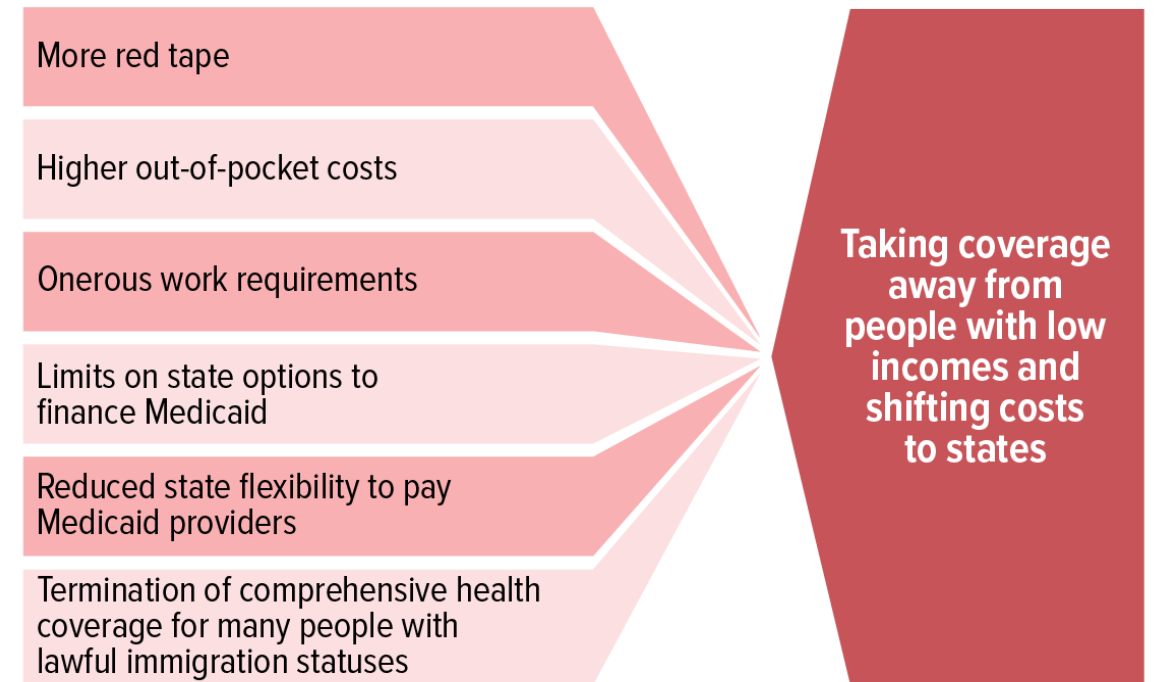 More red tape
Higher out-of-pocket costs
Onerous work requirements
Limits on state options to
finance Medicaid
Reduced state flexibility to pay
Medicaid providers
Termination of comprehensive health
coverage for many people with
lawful immigration statuses
Taking coverage
away from
people with low
incomes and
shifting costs
to states